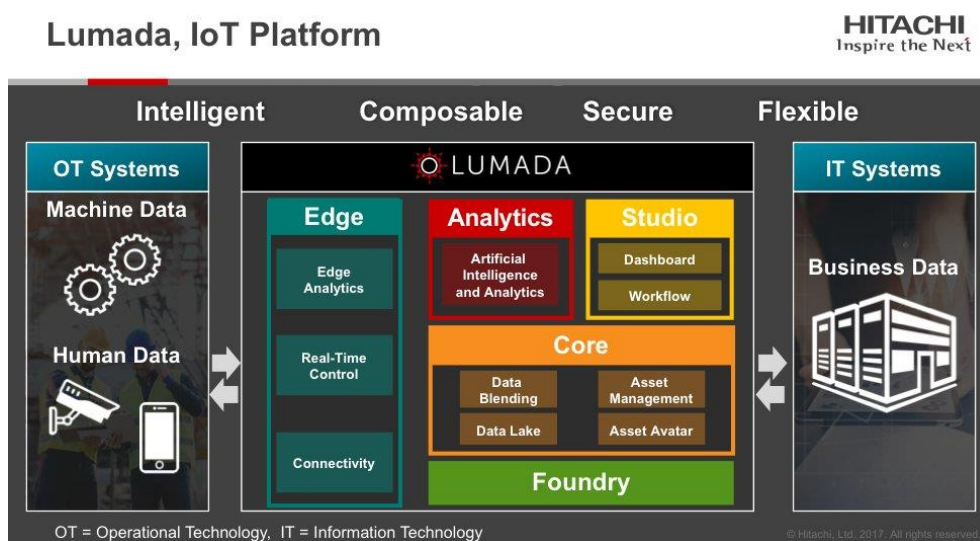 Lumada, IoT Platform
HITACHI
Inspire the Next
Intelligent Composable Secure Flexible
OT Systems
Machine Data
Human Data
LUMADA
Edge
Edge
Analytics
Real-Time
Control
Connectivity
Analytics
Artificial
Intelligence
and Analytics
Studio
Dashboard
Workflow
Core
Data
Blending
Asset
Management
Data Lake
Asset Avatar
Foundry
IT Systems
Business Data
OT = Operational Technology, IT = Information Technology
© Hitachi, Ltd. 2017. All rights reserved